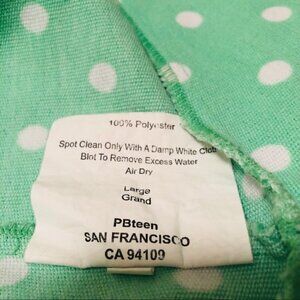 100% Polyester
Spot Clean Only With A Damp White Cloth
Blot To Remove Excess Water
Air Dry
Large
Grand
PBteen
SAN FRANCISCO
CA 94109